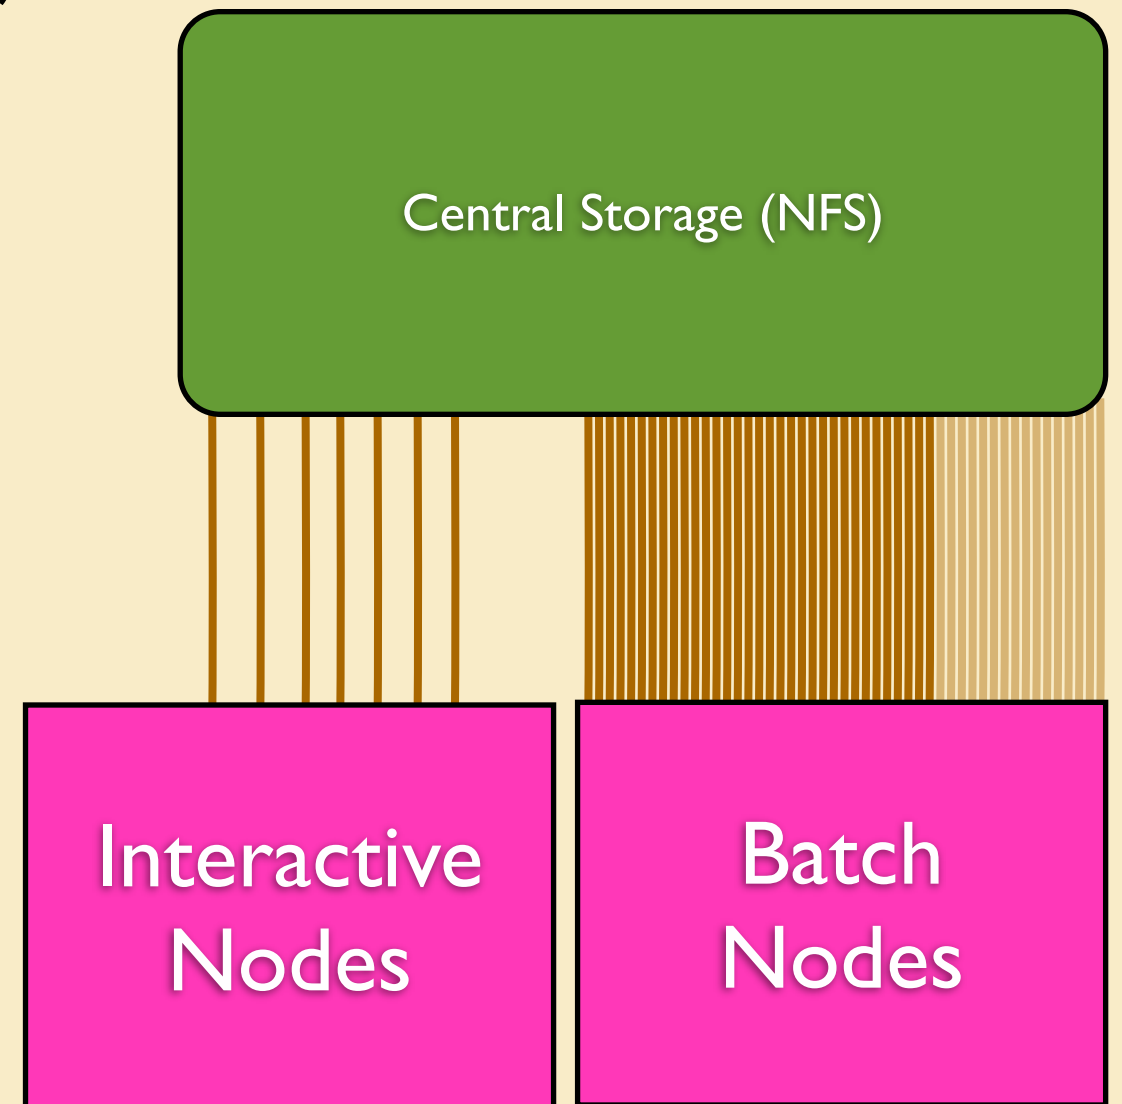 Central Storage (NFS)
Interactive
Nodes
Batch
Nodes